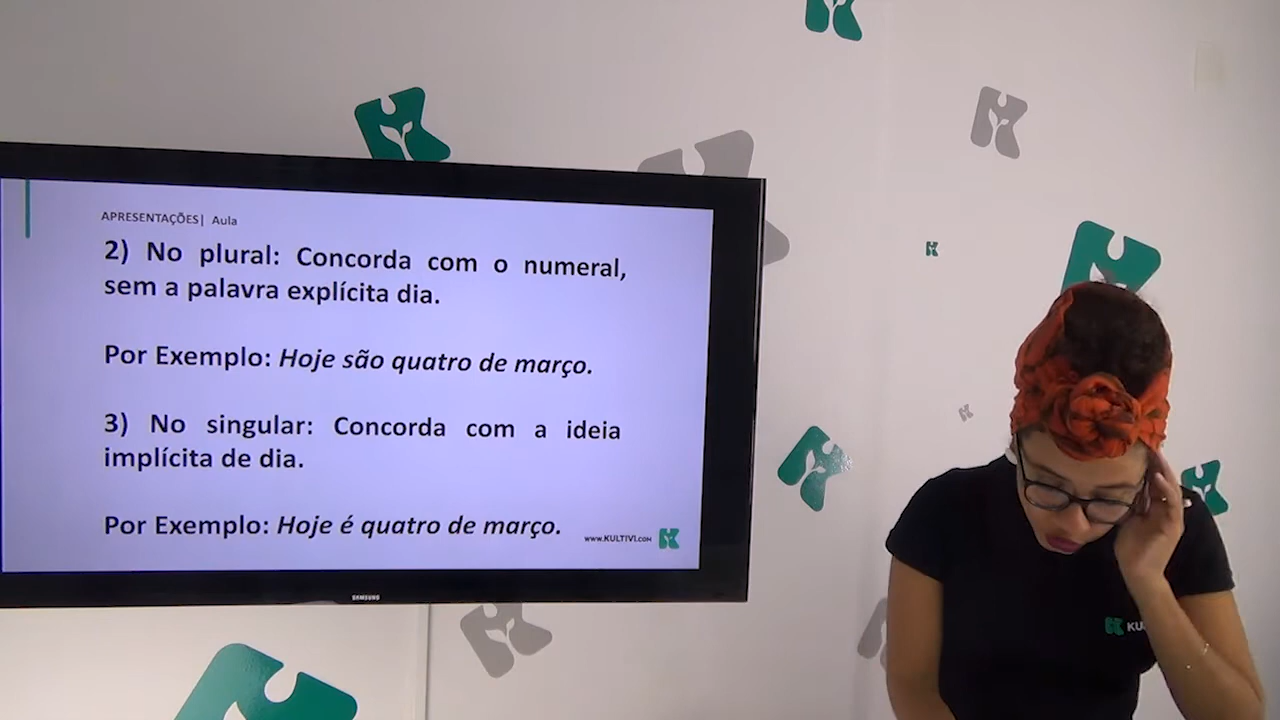 APRESENTAÇÕES| Aula
2) No plural: Concorda com o numeral,
sem a palavra explícita dia.
Por Exemplo: Hoje são quatro de março.
3) No singular: Concorda com a ideia
implícita de dia.
Por Exemplo: Hoje é quatro de março.
www.KULTIVI.COM
SAMSUNG